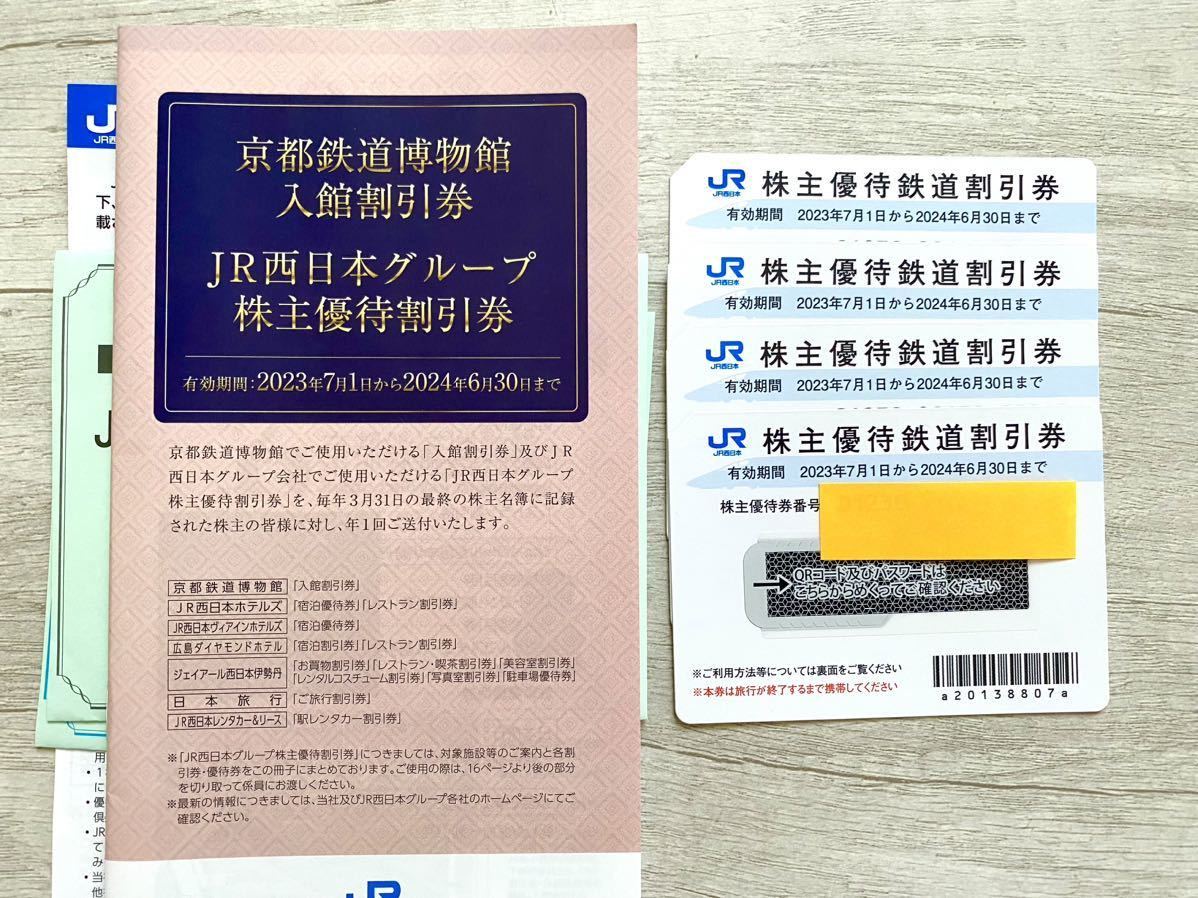 京都鉄道博物館
入館割引券
JR西日本グループ
株主優待割引券
有効期間:2023年7月1日から2024年6月30日まで
京都鉄道博物館でご使用いただける「入館割引券」及びJR
西日本グループ会社でご使用いただける「JR西日本グループ
株主優待割引券」を、毎年3月31日の最終の株主名簿に記録
された株主の皆様に対し、年1回ご送付いたします。
京都鉄道博物館 「入館割引券」
JR西日本ホテルズ 「宿泊優待券」「レストラン割引券」
JR西日本ヴィアインホテルズ 「宿泊優待券」
広島ダイヤモンドホテル 「宿泊割引券」「レストラン割引券」
ジェイアール西日本伊勢丹 「お買物割引券」「レストラン・喫茶割引券」「美容室割引券」
「レンタルコスチューム割引券」「写真室割引券」「駐車場優待券」
日本旅行 「ご旅行割引券」
JR西日本レンタカー&リース 「駅レンタカー割引券」
※「JR西日本グループ株主優待割引券」につきましては、対象施設等のご案内と各割
引券・優待券をこの冊子にまとめております。ご使用の際は、16ページより後の部分
を切り取って係員にお渡しください。
※最新の情報につきましては、当社及びJR西日本グループ各社のホームページにてご
確認ください。
JR
JR西
下、
載
J
用
・1
に
・優
倶
・JR
て
み
・当
他
JR
JR西日本
株主優待鉄道割引券
有効期間 2023年7月1日から2024年6月30日まで
JR
JR西日本
株主優待鉄道割引券
有効期間 2023年7月1日から2024年6月30日まで
JR
JR西日本
株主優待鉄道割引券
有効期間 2023年7月1日から2024年6月30日まで
JR
JR西日本
株主優待鉄道割引券
有効期間 2023年7月1日から2024年6月30日まで
株主優待券番号
QRコード及びパスワードは
こちらからめくってご確認ください
※ご利用方法等については裏面をご覧ください
※本券は旅行が終了するまで携帯してください
a20138807a